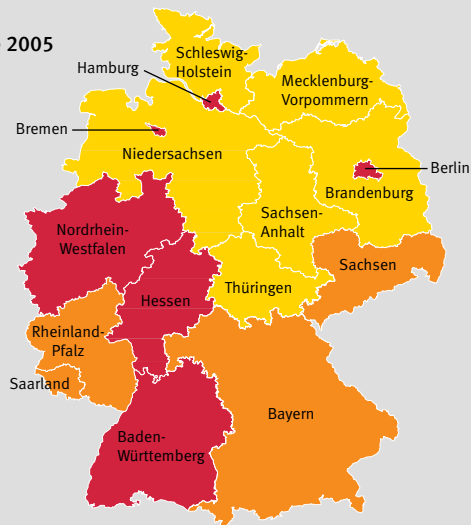 2005
Schleswig-
Holstein
Hamburg
Mecklenburg-
Vorpommern
Bremen
Niedersachsen
Berlin
Brandenburg
Sachsen-
Anhalt
Nordrhein-
Westfalen
Sachsen
Hessen
Thüringen
Rheinland-
Pfalz
Saarland
Bayern
Baden-
Württemberg